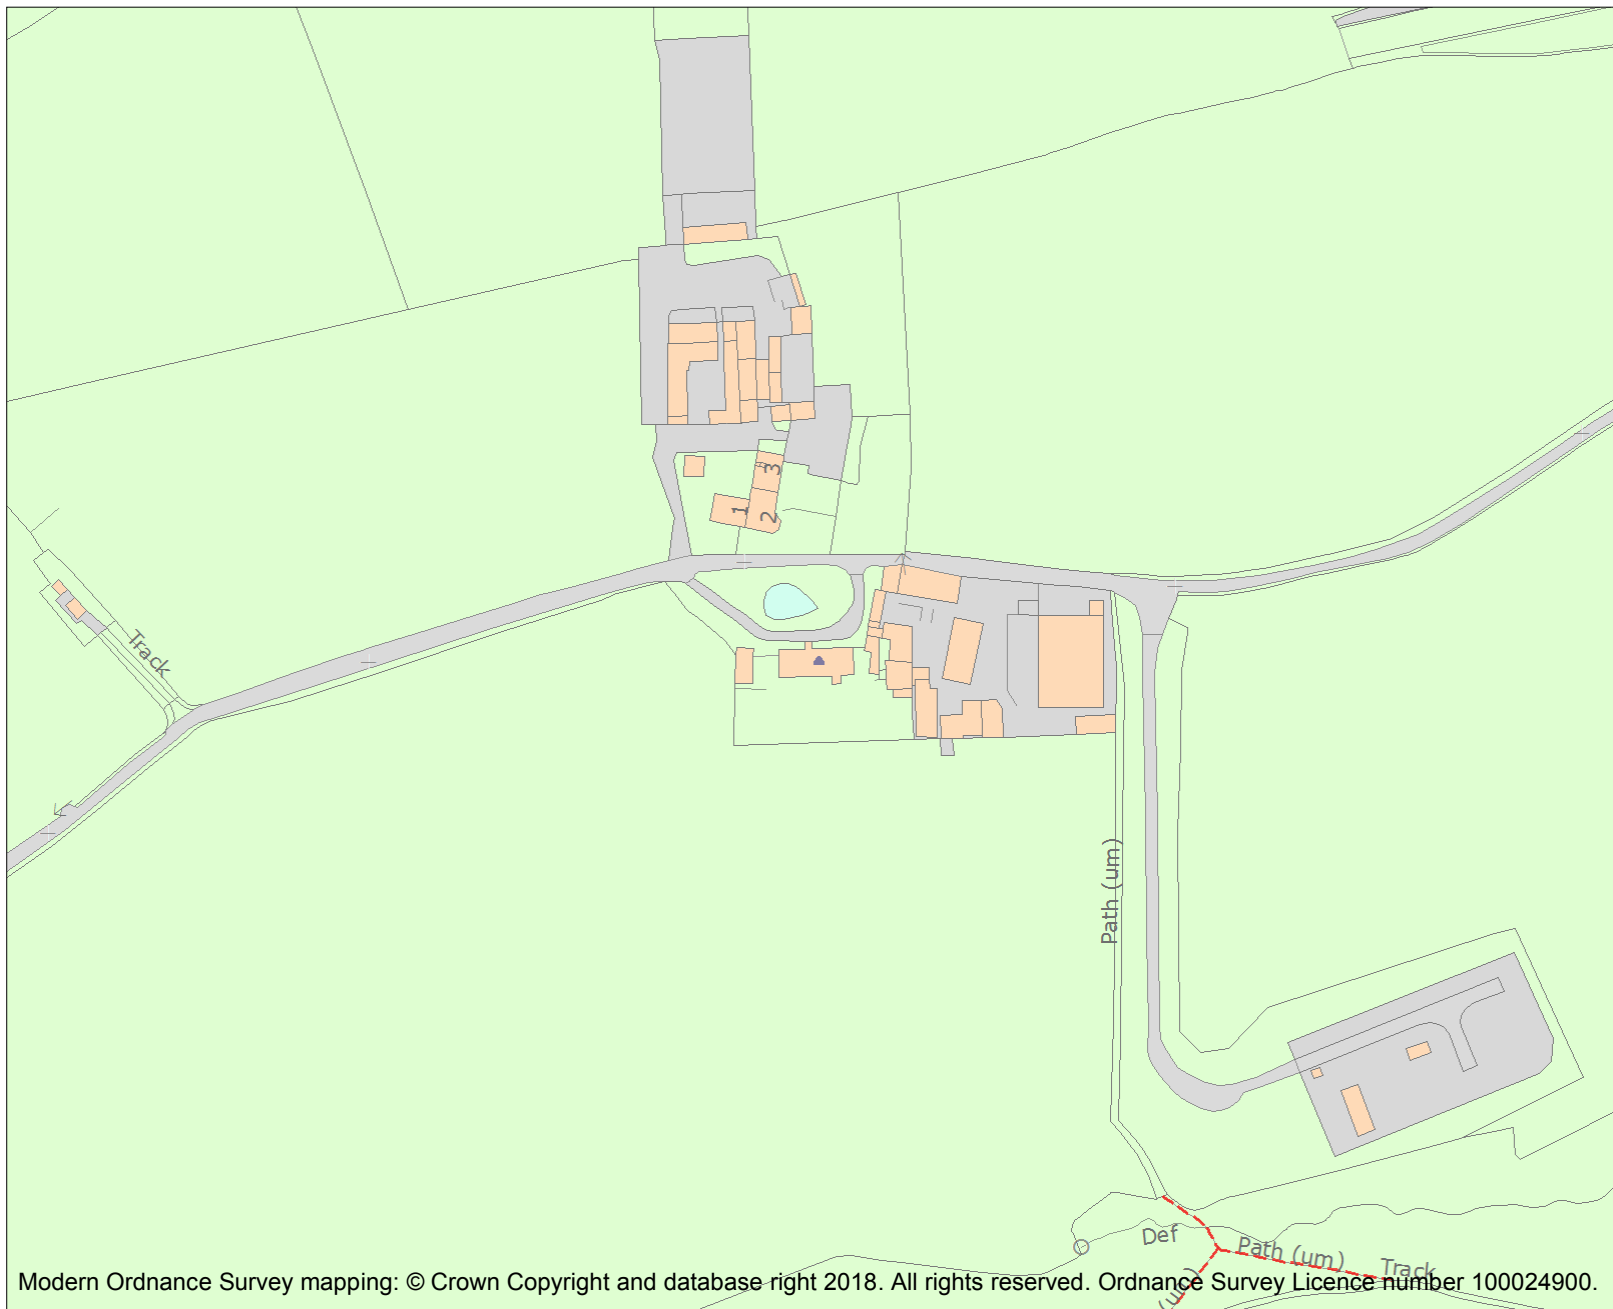 3
1
2
Track
Path (um)
Def
Path (um)
Track
(um)
Modern Ordnance Survey mapping: © Crown Copyright and database right 2018. All rights reserved. Ordnance Survey Licence number 100024900.